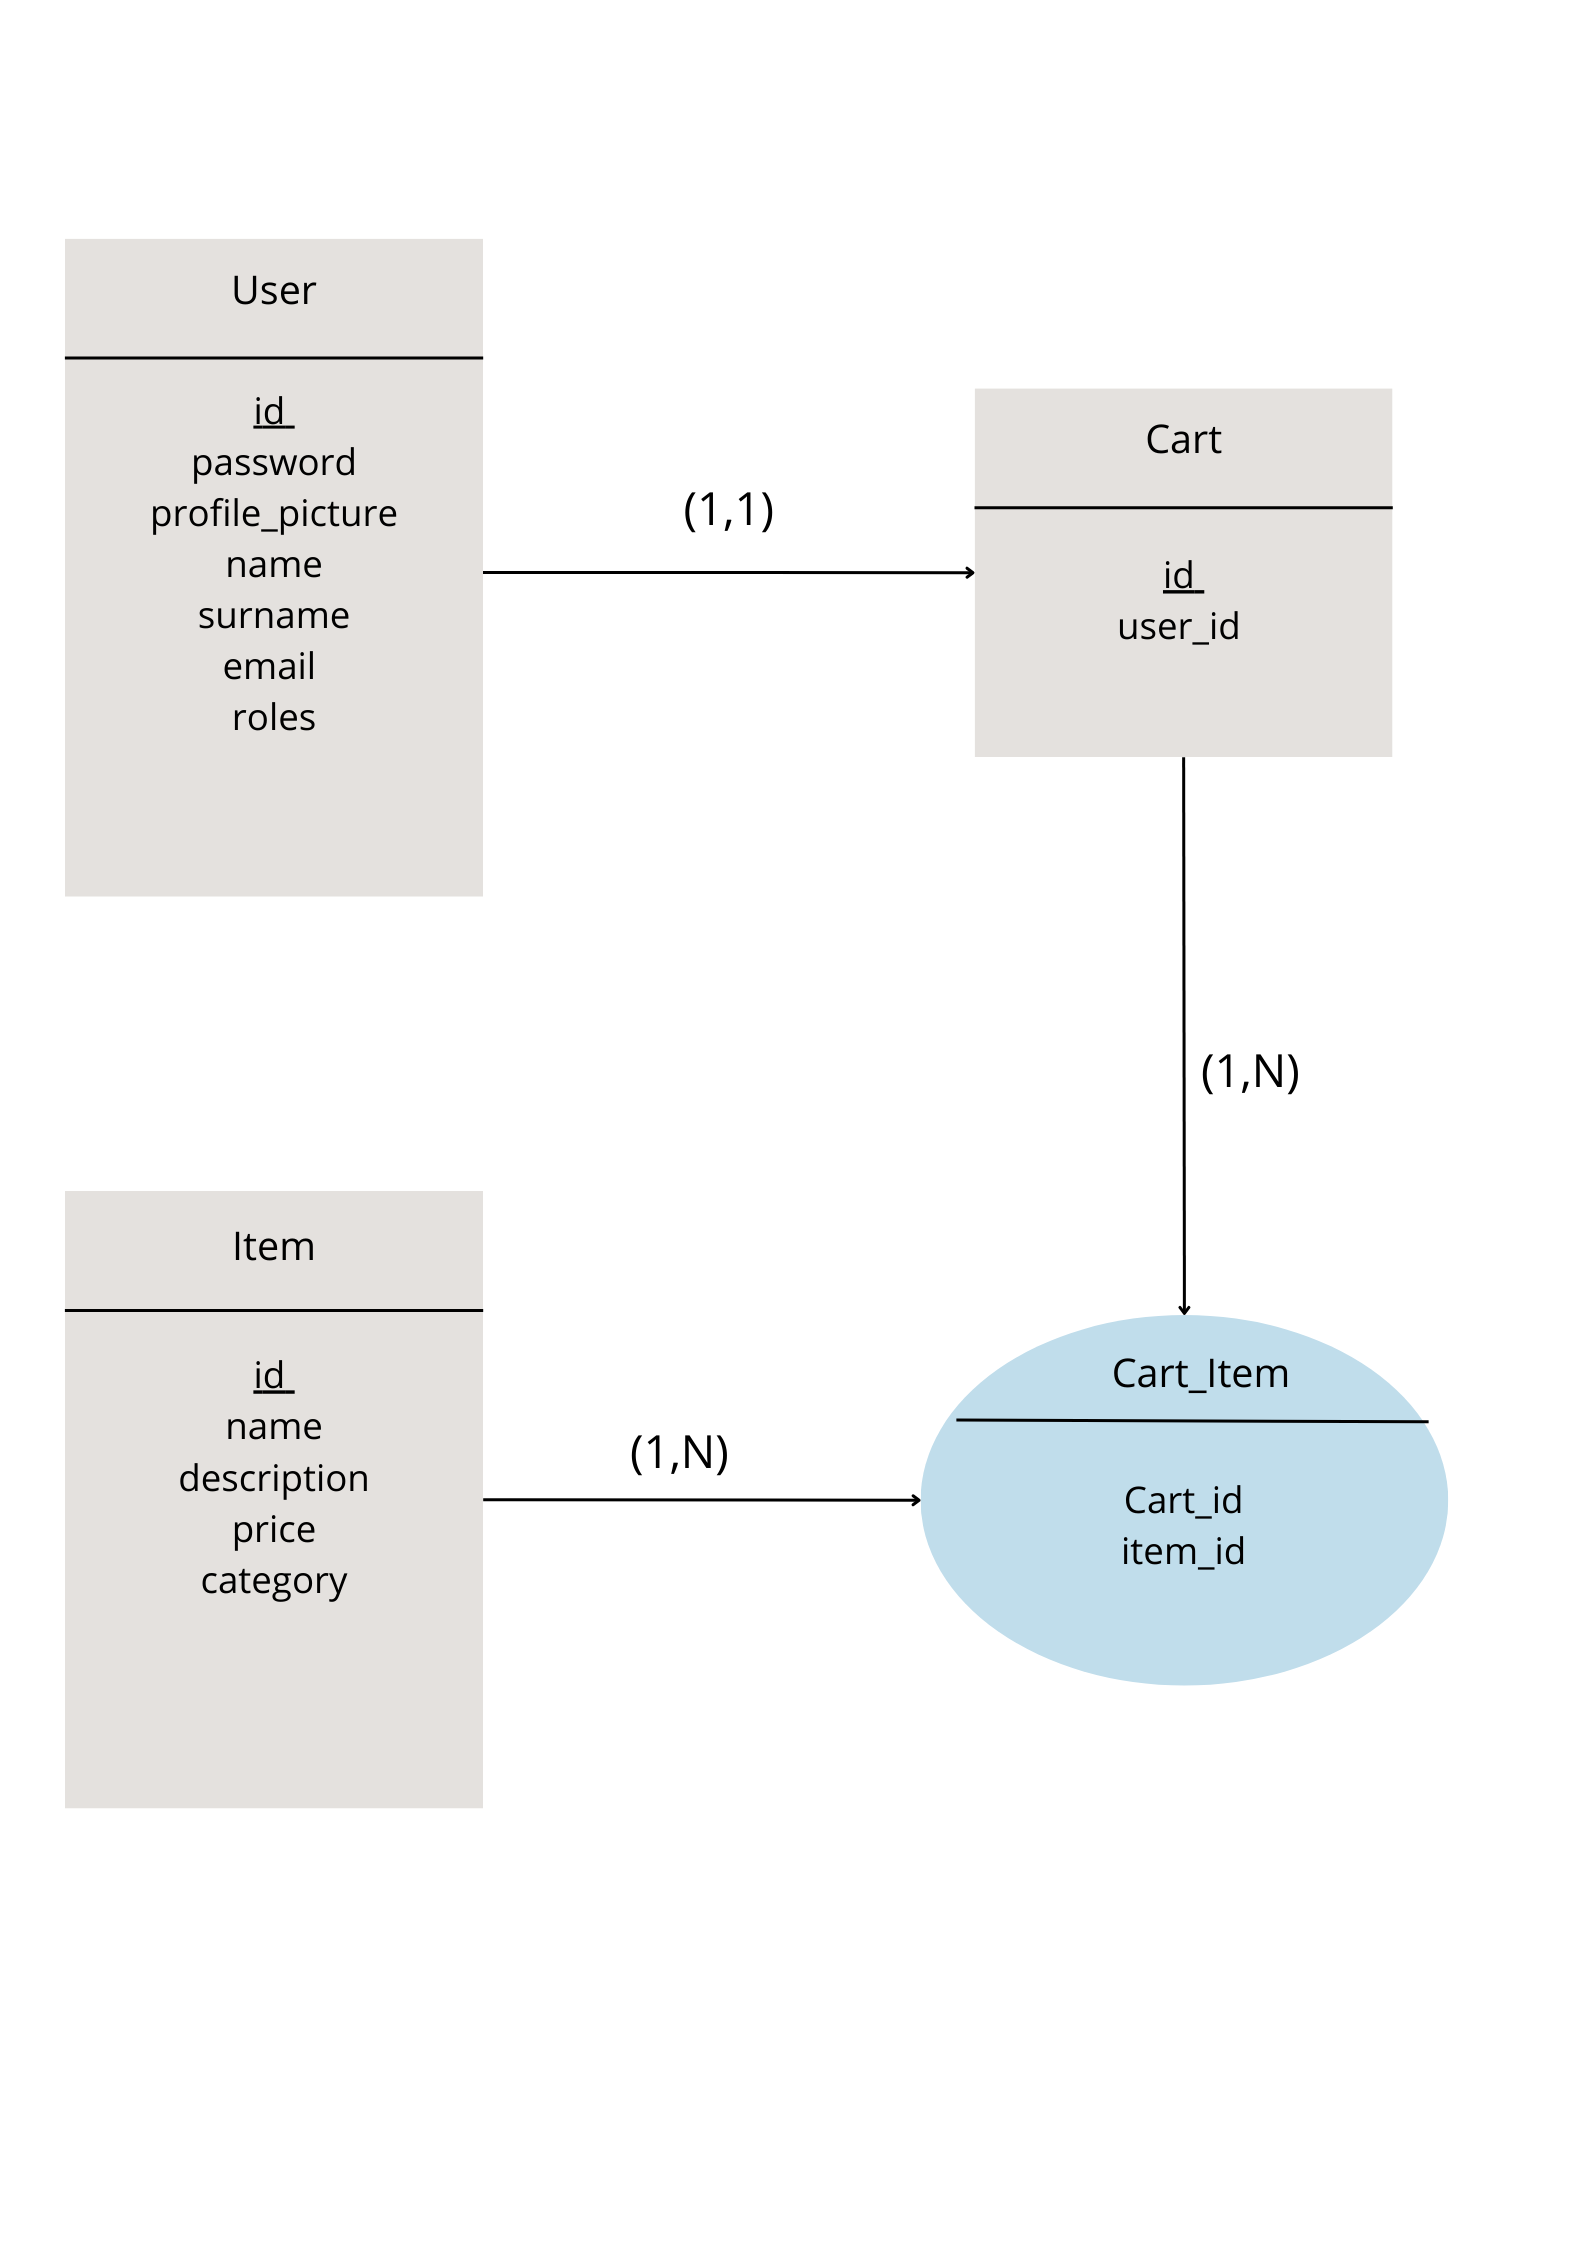 User
id
password
profile_picture
name
surname
email
roles
(1,1)
Cart
id
user_id
(1,N)
Item
id
name
description
price
category
(1,N)
Cart_Item
Cart_id
item_id